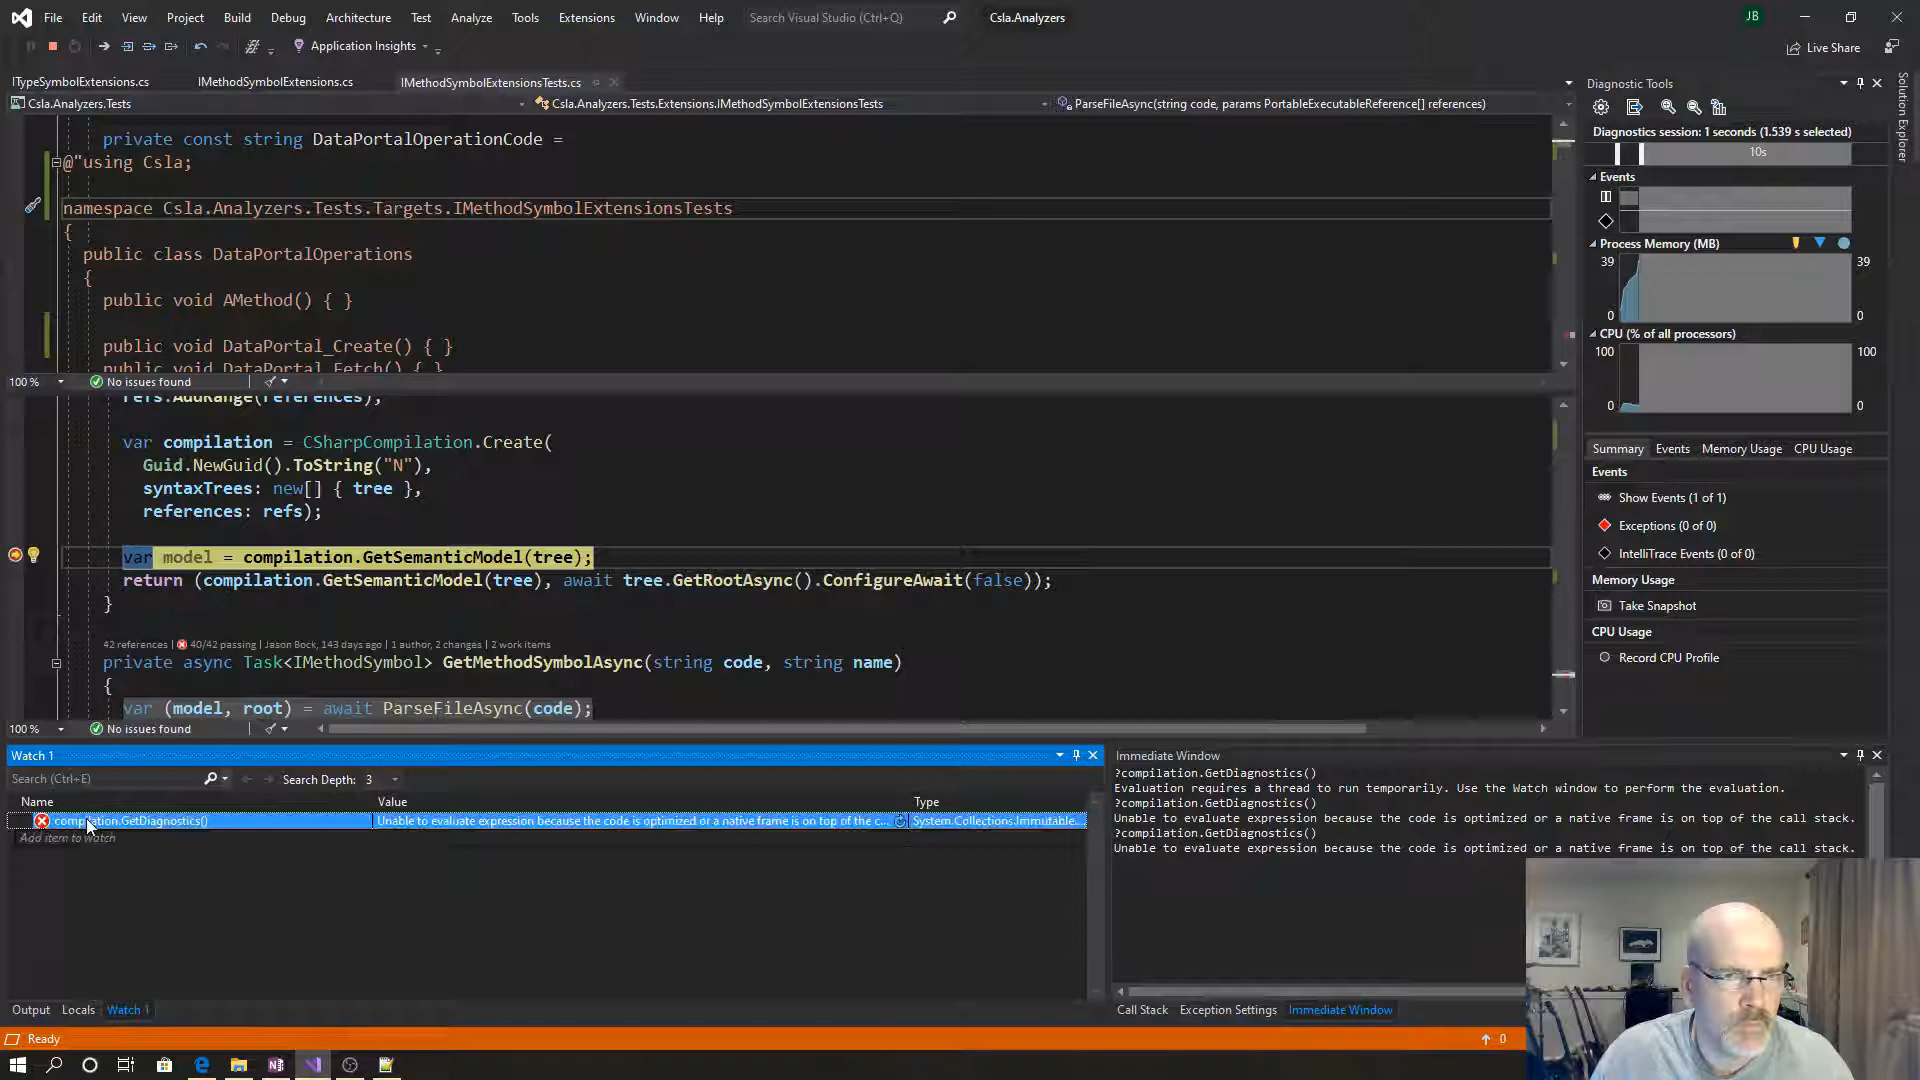 File Edit View Project Build Debug Architecture Test Analyze Tools Extensions Window Help Search Visual Studio (Ctrl+Q) Csla.Analyzers JB
Application Insights
Live Share
ITypeSymbolExtensions.cs IMethodSymbolExtensions.cs IMethodSymbolExtensionsTests.cs
Csla.Analyzers.Tests Csla.Analyzers.Tests.Extensions.IMethodSymbolExtensionsTests ParseFileAsync(string code, params PortableExecutableReference[] references)
private const string DataPortalOperationCode =
@"using Csla;
namespace Csla.Analyzers.Tests.Targets.IMethodSymbolExtensionsTests
{
public class DataPortalOperations
{
public void AMethod() { }
public void DataPortal_Create() { }
public void DataPortal_Fetch() { }
100 % No issues found
refs.AddRange(references);
var compilation = CSharpCompilation.Create(
Guid.NewGuid().ToString("N"),
syntaxTrees: new[] { tree },
references: refs);
var model = compilation.GetSemanticModel(tree);
return (compilation.GetSemanticModel(tree), await tree.GetRootAsync().ConfigureAwait(false));
}
42 references | 40/42 passing | Jason Bock, 143 days ago | 1 author, 2 changes | 2 work items
private async Task<IMethodSymbol> GetMethodSymbolAsync(string code, string name)
{
var (model, root) = await ParseFileAsync(code);
100 % No issues found
Diagnostic Tools
Diagnostics session: 1 seconds (1.539 s selected)
10s
Events
Process Memory (MB)
39 39
0 0
CPU (% of all processors)
100 100
0 0
Summary Events Memory Usage CPU Usage
Events
Show Events (1 of 1)
Exceptions (0 of 0)
IntelliTrace Events (0 of 0)
Memory Usage
Take Snapshot
CPU Usage
Record CPU Profile
Solution Explorer
Watch 1
Search (Ctrl+E) Search Depth: 3
Name Value Type
compilation.GetDiagnostics() Unable to evaluate expression because the code is optimized or a native frame is on top of the c... System.Collections.Immutable...
Add item to watch
Output Locals Watch 1
Immediate Window
?compilation.GetDiagnostics()
Evaluation requires a thread to run temporarily. Use the Watch window to perform the evaluation.
?compilation.GetDiagnostics()
Unable to evaluate expression because the code is optimized or a native frame is on top of the call stack.
?compilation.GetDiagnostics()
Unable to evaluate expression because the code is optimized or a native frame is on top of the call stack.
Call Stack Exception Settings Immediate Window
Ready 0